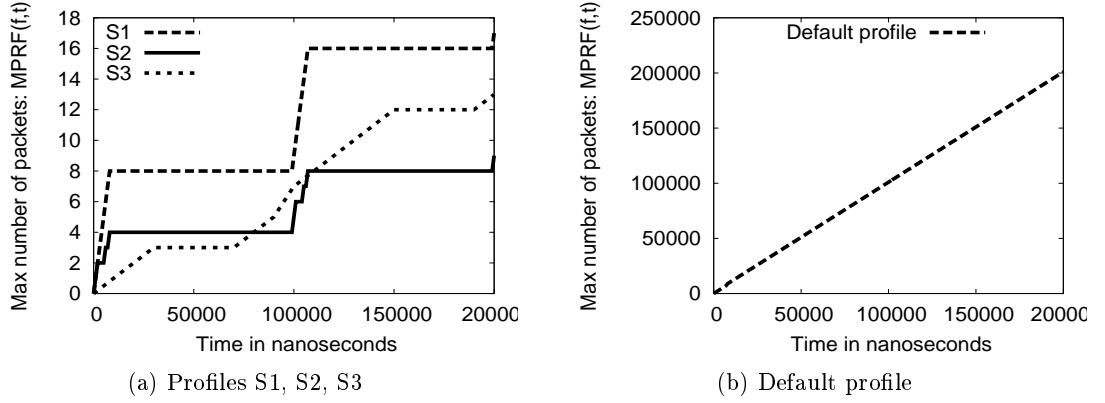 Max number of packets: MPRF(f,t)
18
16
14
12
10
8
6
4
2
0
S1
S2
S3
0 50000 100000 150000 20000
Time in nanoseconds
(a) Profiles S1, S2, S3
Max number of packets: MPRF(f,t)
250000
200000
150000
100000
50000
0
Default profile
0 50000 100000 150000 20000
Time in nanoseconds
(b) Default profile